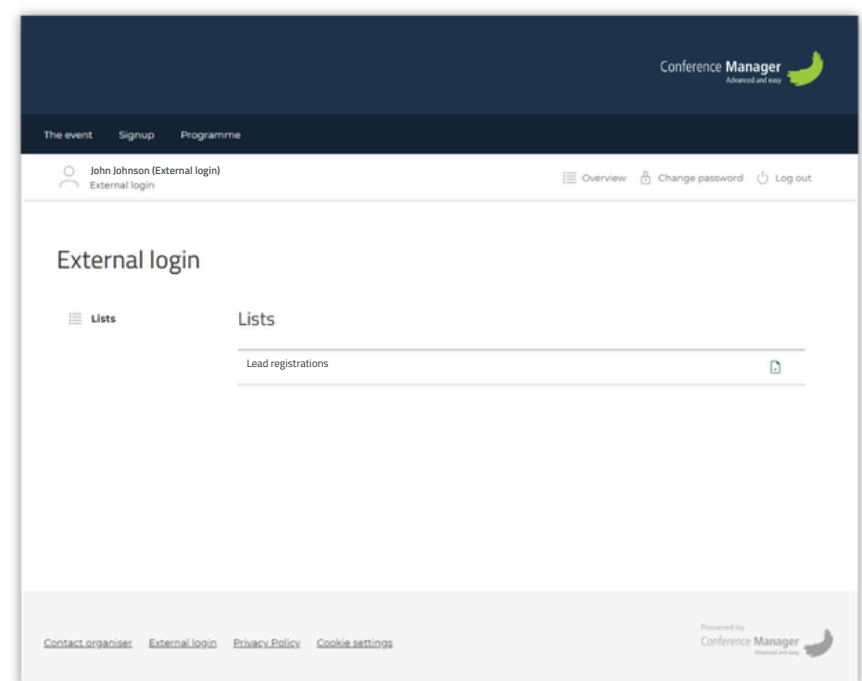 Conference Manager
Advanced and easy
The event Signup Programme
John Johnson (External login)
External login
Overview Change password Log out
External login
Lists
Lists
Lead registrations
Contact organiser External login Privacy Policy Cookie settings
Powered by
Conference Manager
Advanced and easy